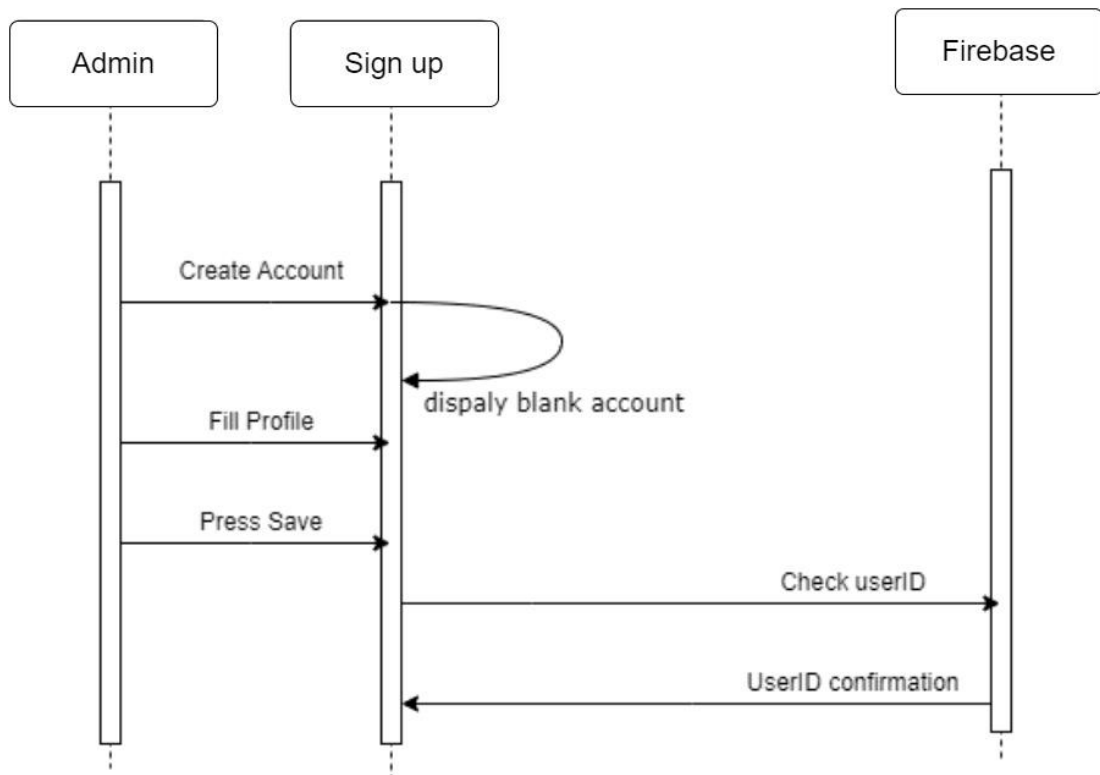 Admin
Sign up
Firebase
Create Account
dispaly blank account
Fill Profile
Press Save
Check userID
UserID confirmation